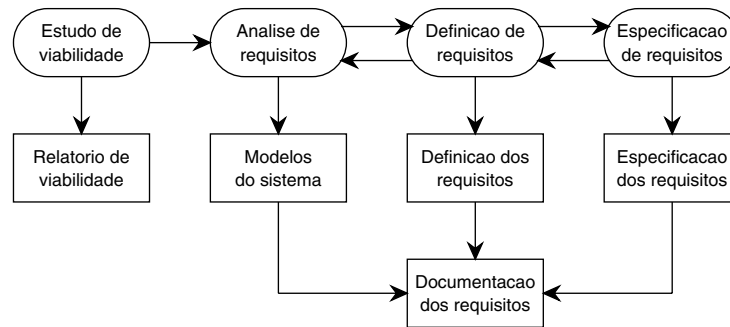 Estudo de
viabilidade
Analise de
requisitos
Definicao de
requisitos
Especificacao
de requisitos
Relatorio de
viabilidade
Modelos
do sistema
Definicao dos
requisitos
Especificacao
dos requisitos
Documentacao
dos requisitos